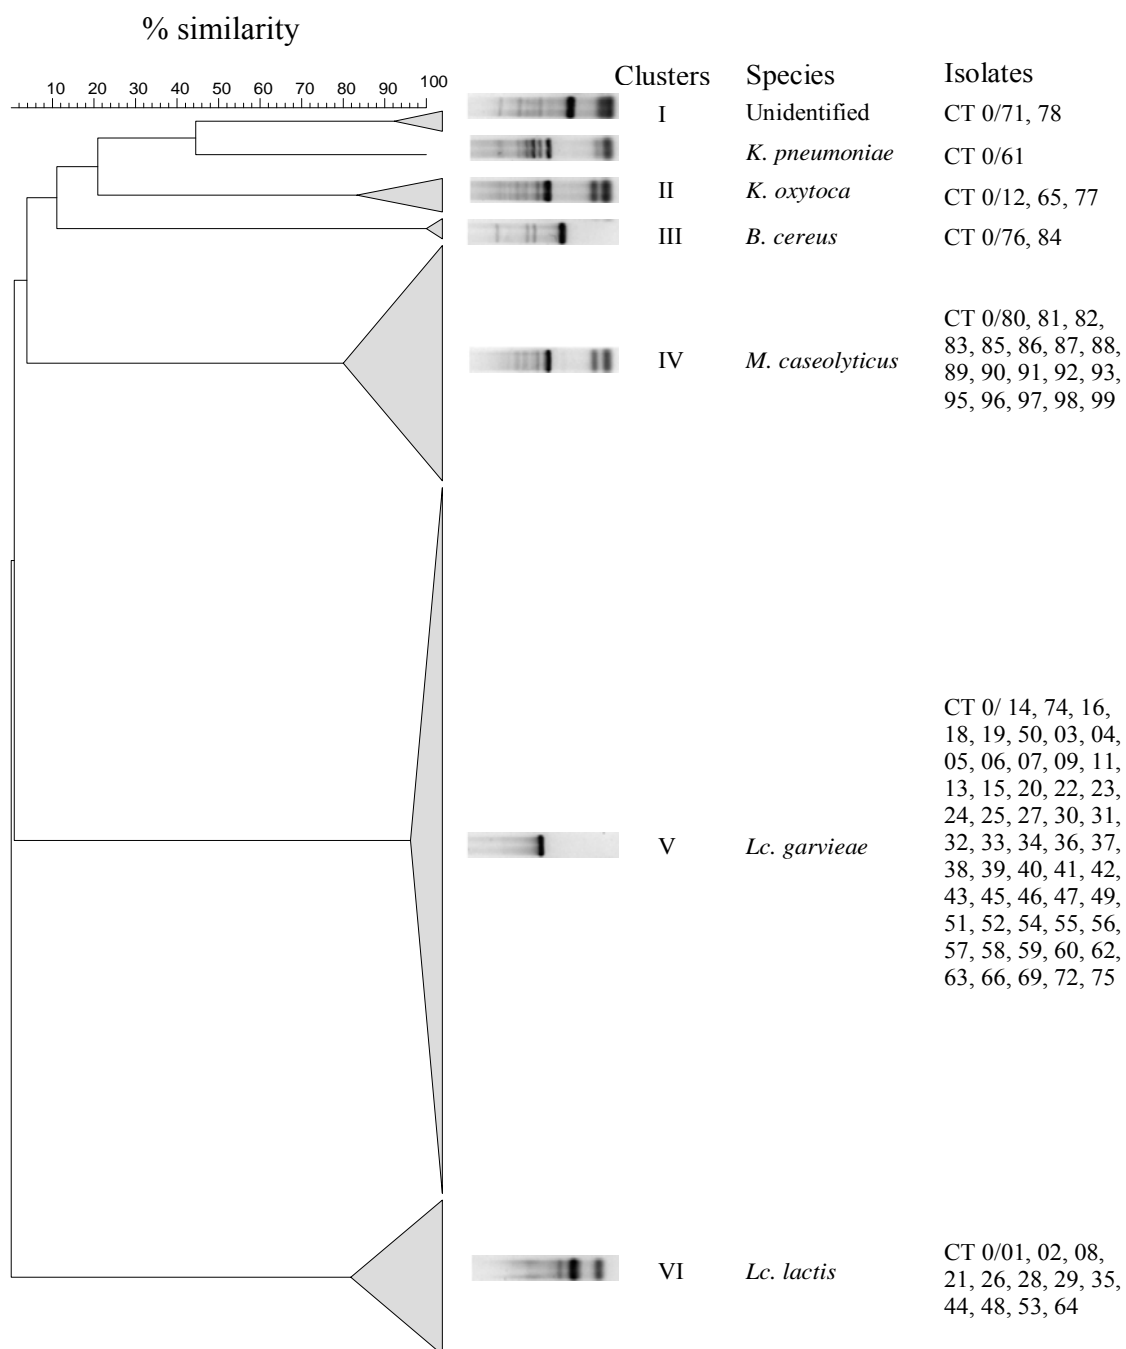 % similarity
10 20 30 40 50 60 70 80 90 100
Clusters Species Isolates
I Unidentified CT 0/71, 78
K. pneumoniae CT 0/61
II K. oxytoca CT 0/12, 65, 77
III B. cereus CT 0/76, 84
IV M. caseolyticus
CT 0/80, 81, 82,
83, 85, 86, 87, 88,
89, 90, 91, 92, 93,
95, 96, 97, 98, 99
V Lc. garvieae
CT 0/ 14, 74, 16,
18, 19, 50, 03, 04,
05, 06, 07, 09, 11,
13, 15, 20, 22, 23,
24, 25, 27, 30, 31,
32, 33, 34, 36, 37,
38, 39, 40, 41, 42,
43, 45, 46, 47, 49,
51, 52, 54, 55, 56,
57, 58, 59, 60, 62,
63, 66, 69, 72, 75
VI Lc. lactis
CT 0/01, 02, 08,
21, 26, 28, 29, 35,
44, 48, 53, 64